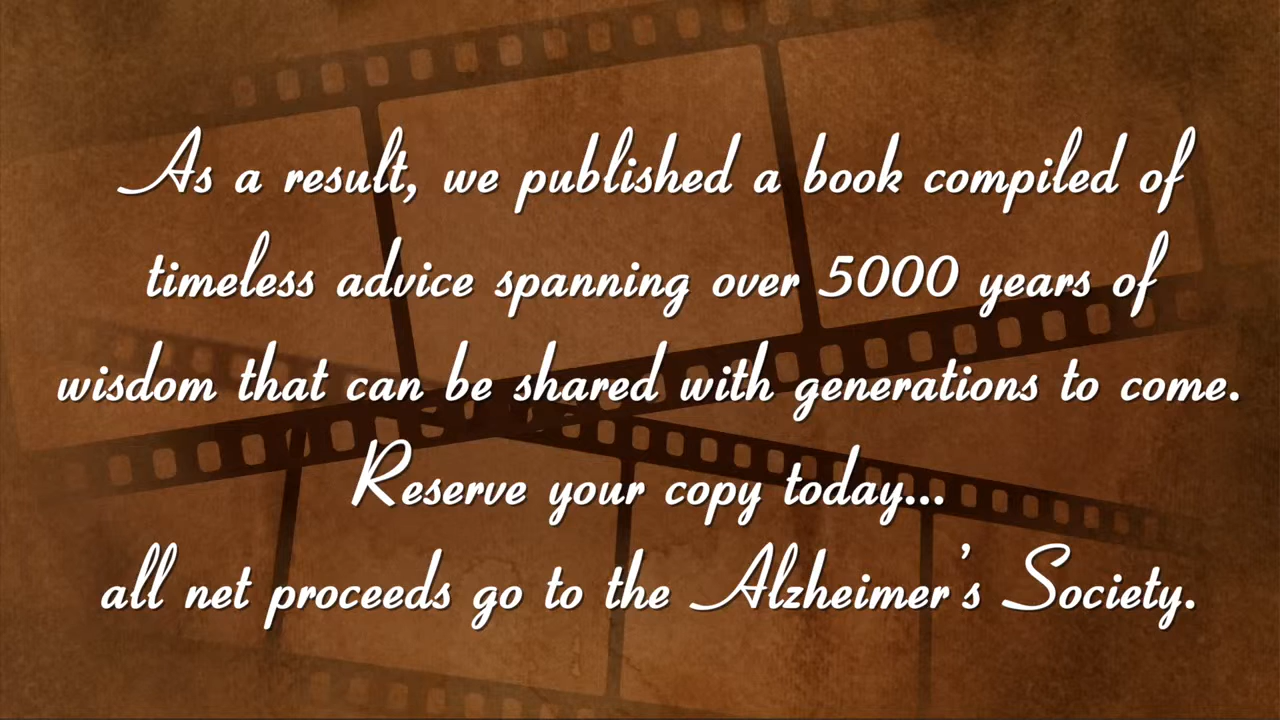 As a result, we published a book compiled of
timeless advice spanning over 5000 years of
wisdom that can be shared with generations to come.
Reserve your copy today...
all net proceeds go to the Alzheimer's Society.